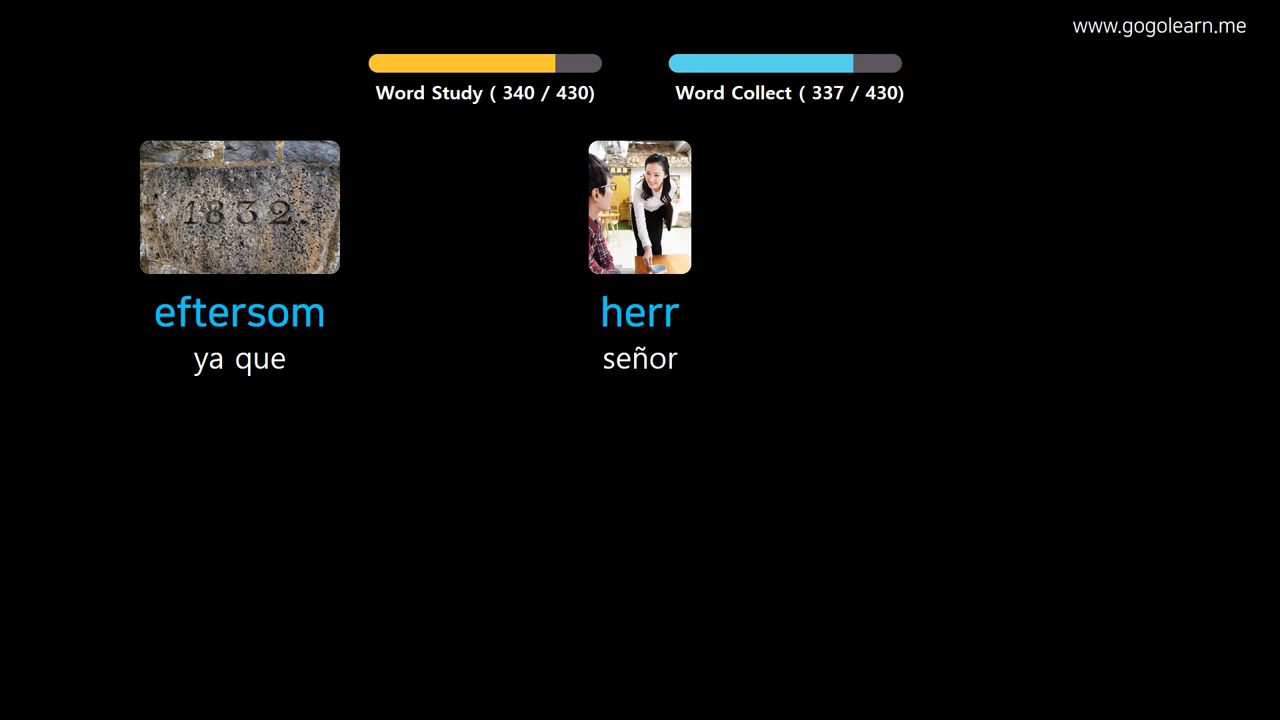 www.gogolearn.me
Word Study ( 340 / 430)
Word Collect ( 337 / 430)
1832.
eftersom
ya que
herr
señor